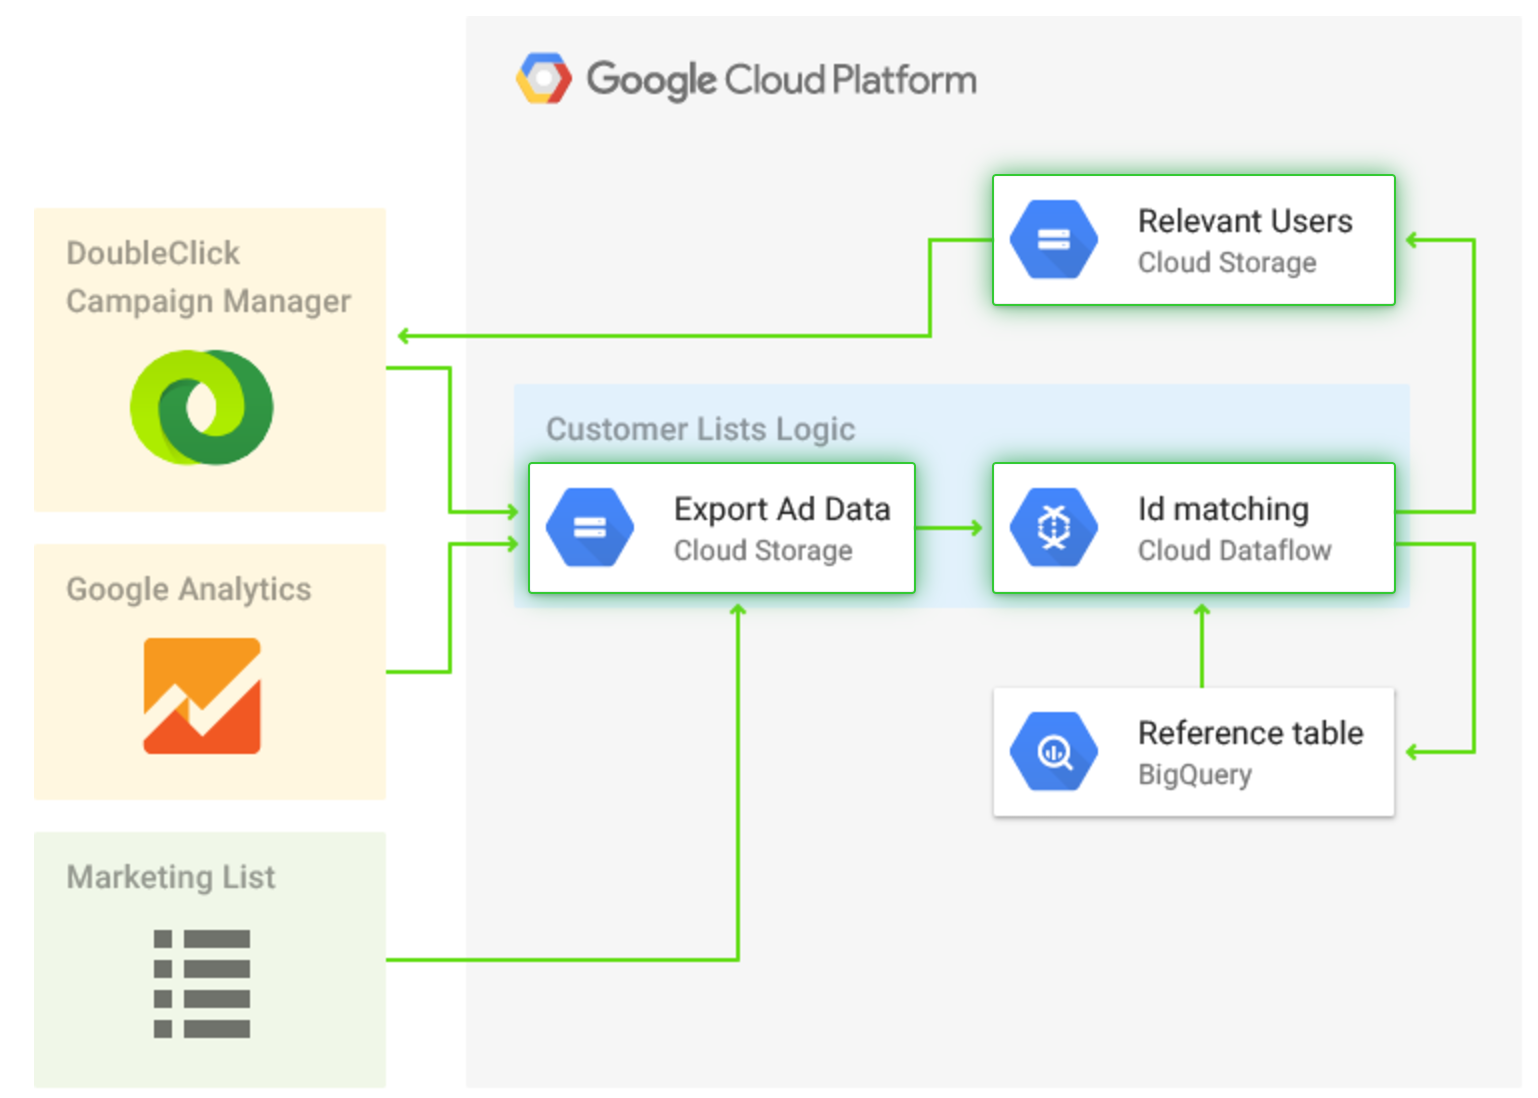 Google Cloud Platform
DoubleClick
Campaign Manager
Relevant Users
Cloud Storage
Customer Lists Logic
Export Ad Data
Cloud Storage
Id matching
Cloud Dataflow
Google Analytics
Reference table
BigQuery
Marketing List